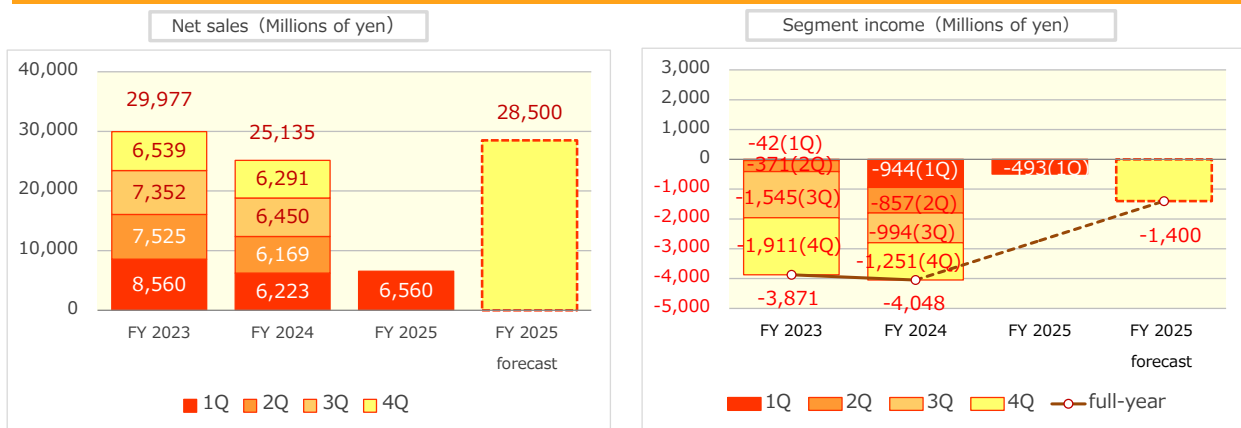 Net sales（Millions of yen）
40,000
30,000
20,000
10,000
0
29,977
6,539
7,352
7,525
8,560
25,135
6,291
6,450
6,169
6,223
6,560
28,500
FY 2023
FY 2024
FY 2025
FY 2025
forecast
1Q 2Q 3Q 4Q
Segment income（Millions of yen）
3,000
2,000
1,000
0
-1,000
-2,000
-3,000
-4,000
-5,000
-42(1Q)
-371(2Q)
-1,545(3Q)
-1,911(4Q)
-3,871
-944(1Q)
-857(2Q)
-994(3Q)
-1,251(4Q)
-4,048
-493(1Q)
-1,400
FY 2023
FY 2024
FY 2025
FY 2025
forecast
1Q 2Q 3Q 4Q full-year